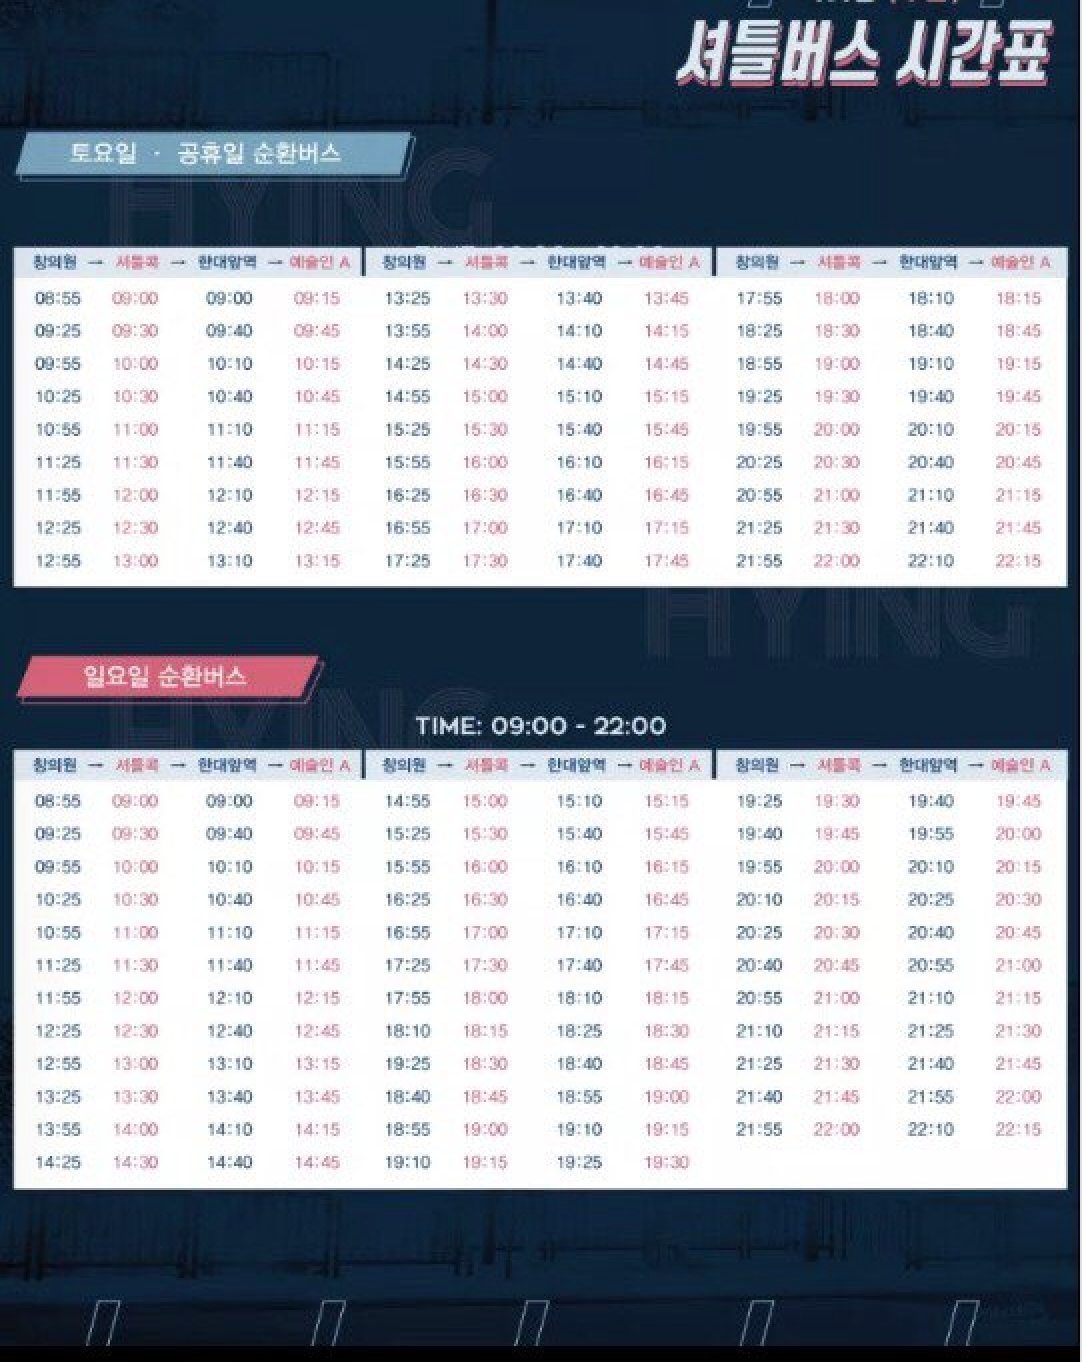 셔틀버스 시간표
토요일 · 공휴일 순환버스
HYING
창의원 → 셔틀콕 → 한대앞역 → 예술인 A 창의원 → 셔틀콕 → 한대앞역 → 예술인 A 창의원 → 셔틀콕 → 한대앞역 → 예술인 A
08:55 09:00 09:00 09:15 13:25 13:30 13:40 13:45 17:55 18:00 18:10 18:15
09:25 09:30 09:40 09:45 13:55 14:00 14:10 14:15 18:25 18:30 18:40 18:45
09:55 10:00 10:10 10:15 14:25 14:30 14:40 14:45 18:55 19:00 19:10 19:15
10:25 10:30 10:40 10:45 14:55 15:00 15:10 15:15 19:25 19:30 19:40 19:45
10:55 11:00 11:10 11:15 15:25 15:30 15:40 15:45 19:55 20:00 20:10 20:15
11:25 11:30 11:40 11:45 15:55 16:00 16:10 16:15 20:25 20:30 20:40 20:45
11:55 12:00 12:10 12:15 16:25 16:30 16:40 16:45 20:55 21:00 21:10 21:15
12:25 12:30 12:40 12:45 16:55 17:00 17:10 17:15 21:25 21:30 21:40 21:45
12:55 13:00 13:10 13:15 17:25 17:30 17:40 17:45 21:55 22:00 22:10 22:15
HYING
일요일 순환버스
HYING
TIME: 09:00 - 22:00
창의원 → 셔틀콕 → 한대앞역 → 예술인 A 창의원 → 셔틀콕 → 한대앞역 → 예술인 A 창의원 → 셔틀콕 → 한대앞역 → 예술인 A
08:55 09:00 09:00 09:15 14:55 15:00 15:10 15:15 19:25 19:30 19:40 19:45
09:25 09:30 09:40 09:45 15:25 15:30 15:40 15:45 19:40 19:45 19:55 20:00
09:55 10:00 10:10 10:15 15:55 16:00 16:10 16:15 19:55 20:00 20:10 20:15
10:25 10:30 10:40 10:45 16:25 16:30 16:40 16:45 20:10 20:15 20:25 20:30
10:55 11:00 11:10 11:15 16:55 17:00 17:10 17:15 20:25 20:30 20:40 20:45
11:25 11:30 11:40 11:45 17:25 17:30 17:40 17:45 20:40 20:45 20:55 21:00
11:55 12:00 12:10 12:15 17:55 18:00 18:10 18:15 20:55 21:00 21:10 21:15
12:25 12:30 12:40 12:45 18:10 18:15 18:25 18:30 21:10 21:15 21:25 21:30
12:55 13:00 13:10 13:15 19:25 18:30 18:40 18:45 21:25 21:30 21:40 21:45
13:25 13:30 13:40 13:45 18:40 18:45 18:55 19:00 21:40 21:45 21:55 22:00
13:55 14:00 14:10 14:15 18:55 19:00 19:10 19:15 21:55 22:00 22:10 22:15
14:25 14:30 14:40 14:45 19:10 19:15 19:25 19:30